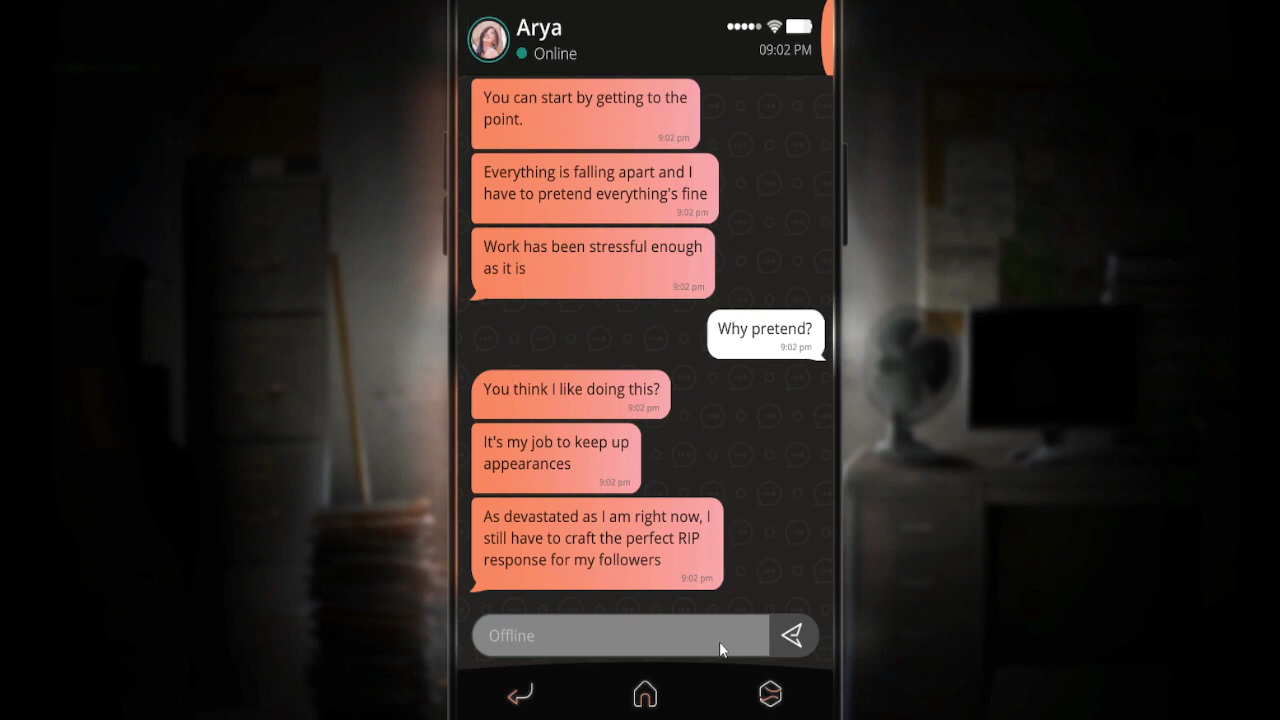 Arya
Online
09:02 PM
You can start by getting to the
point.
9:02 pm
Everything is falling apart and I
have to pretend everything's fine
9:02 pm
Work has been stressful enough
as it is
9:02 pm
Why pretend?
9:02 pm
You think I like doing this?
9:02 pm
It's my job to keep up
appearances
9:02 pm
As devastated as I am right now, I
still have to craft the perfect RIP
response for my followers
9:02 pm
Offline